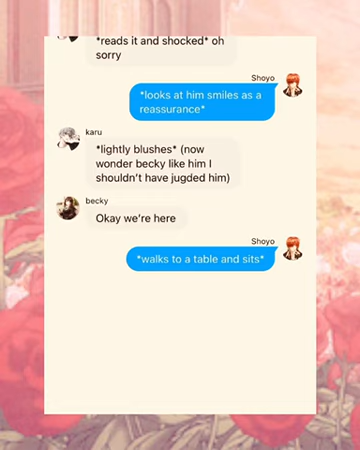 *reads it and shocked* oh
sorry
Shoyo
*looks at him smiles as a
reassurance*
karu
*lightly blushes* (now
wonder becky like him I
shouldn't have jugded him)
becky
Okay we're here
Shoyo
*walks to a table and sits*